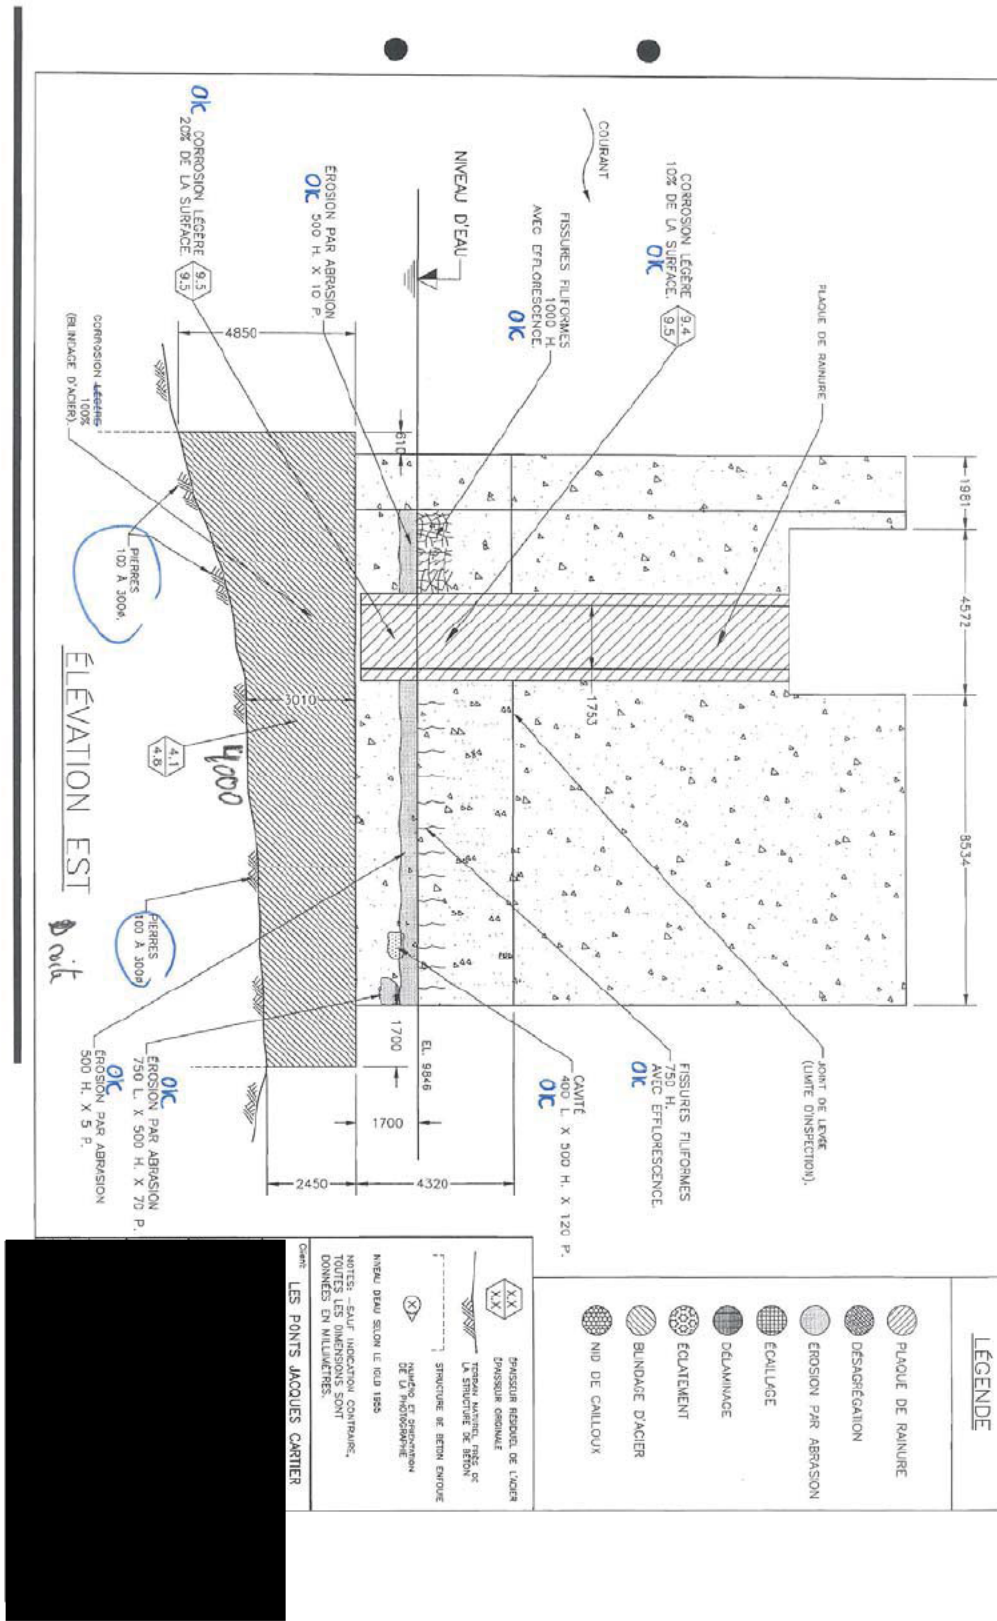 1981
4572
8534
PLAQUE DE RAINURE
CORROSION LÉGÈRE
10% DE LA SURFACE.
OK
9.4
9.5
COURANT
FISSURES FILIFORMES
1000 H.
AVEC EFFLORESCENCE.
OK
NIVEAU D'EAU
ÉROSION PAR ABRASION
500 H. X 10 P.
OK
CORROSION LÉGÈRE
20% DE LA SURFACE.
OK
9.5
9.5
4850
610
1753
JOINT DE LEVÉE
(LIMITE D'INSPECTION).
FISSURES FILIFORMES
750 H.
AVEC EFFLORESCENCE.
OK
CAVITÉ
400 L. X 500 H. X 120 P.
OK
EL. 9846
1700
1700
4320
2450
3010
4000
4.1
4.8
CORROSION LÉGÈRE
100%
(BLINDAGE D'ACIER).
PIERRES
100 À 300ø.
PIERRES
100 À 300ø
ÉROSION PAR ABRASION
750 L. X 500 H. X 70 P.
OK
ÉROSION PAR ABRASION
500 H. X 5 P.
OK
ÉLÉVATION EST
Droite
LÉGENDE
PLAQUE DE RAINURE
DÉSAGRÉGATION
ÉROSION PAR ABRASION
ÉCAILLAGE
DÉLAMINAGE
ÉCLATEMENT
BLINDAGE D'ACIER
NID DE CAILLOUX
X.X
X.X
ÉPAISSEUR RÉSIDUEL DE L'ACIER
ÉPAISSEUR ORIGINALE
TERRAIN NATUREL PRÈS DE
LA STRUCTURE DE BÉTON
STRUCTURE DE BÉTON ENFOUIE
X
NUMÉRO ET ORIENTATION
DE LA PHOTOGRAPHIE
NIVEAU D'EAU SELON LE IGLD 1955
NOTES: -SAUF INDICATION CONTRAIRE,
TOUTES LES DIMENSIONS SONT
DONNÉES EN MILLIMÈTRES.
Client:
LES PONTS JACQUES CARTIER